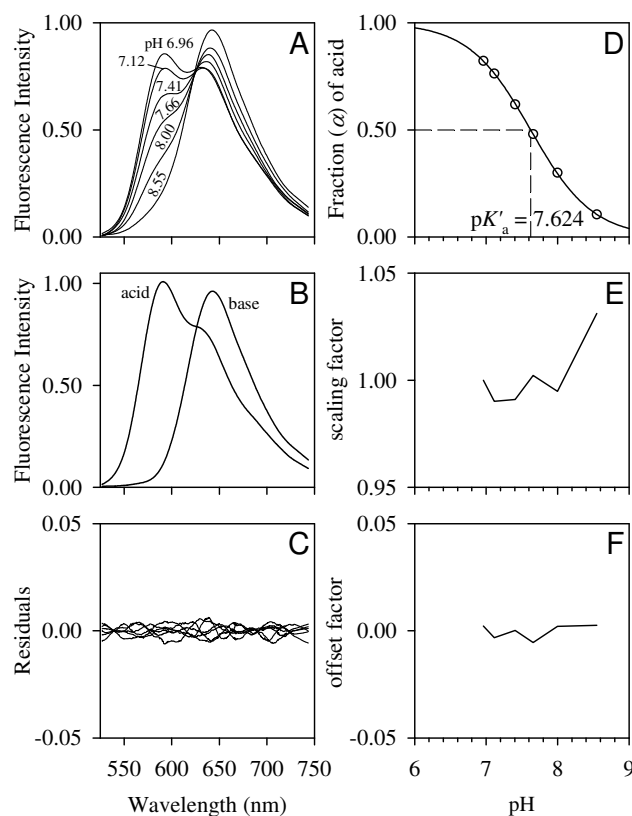 A
Fluorescence Intensity
1.00
0.50
0.00
pH 6.96
7.12
7.41
7.66
8.00
8.55
D
Fraction (α) of acid
1.00
0.50
0.00
pK′a = 7.624
6 7 8 9
B
Fluorescence Intensity
1.00
0.50
0.00
acid
base
E
scaling factor
1.05
1.00
0.95
C
Residuals
0.05
0.00
-0.05
550 600 650 700 750
Wavelength (nm)
F
offset factor
0.05
0.00
-0.05
6 7 8 9
pH